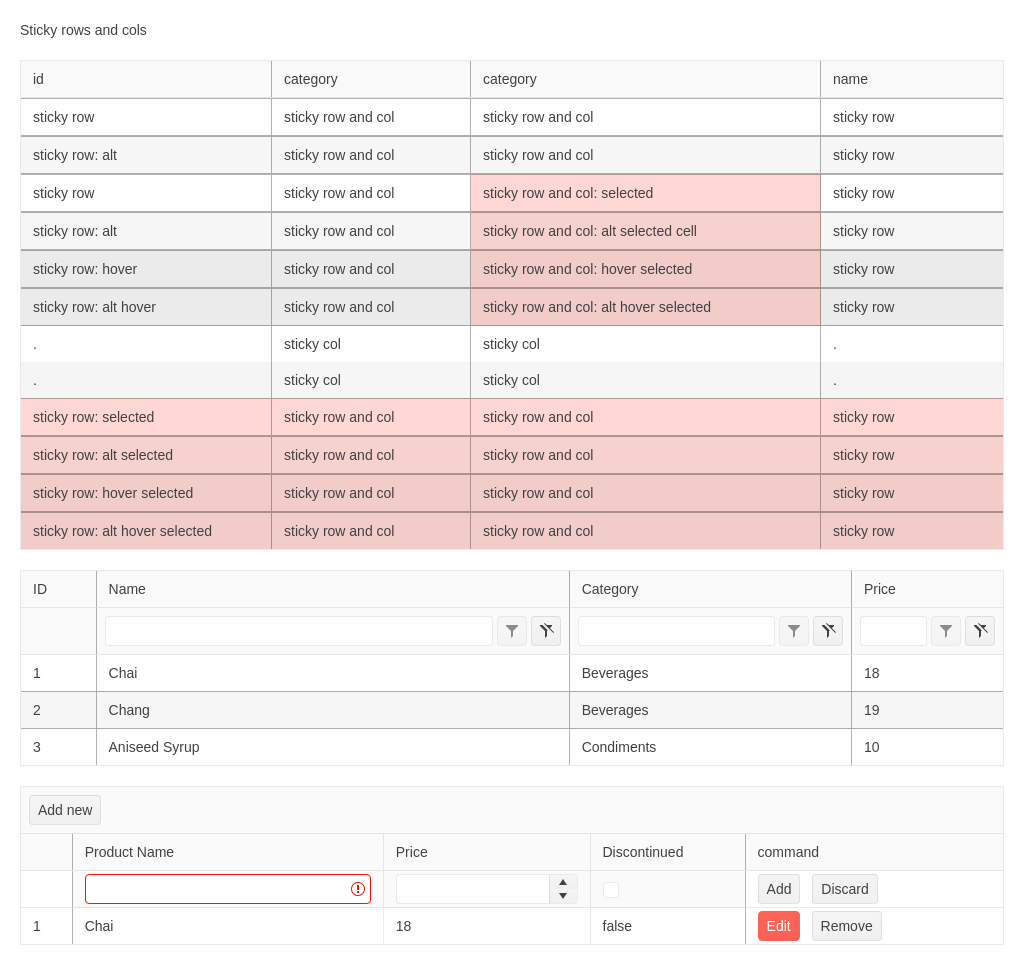 Sticky rows and cols
id category category name
sticky row sticky row and col sticky row and col sticky row
sticky row: alt sticky row and col sticky row and col sticky row
sticky row sticky row and col sticky row and col: selected sticky row
sticky row: alt sticky row and col sticky row and col: alt selected cell sticky row
sticky row: hover sticky row and col sticky row and col: hover selected sticky row
sticky row: alt hover sticky row and col sticky row and col: alt hover selected sticky row
. sticky col sticky col .
. sticky col sticky col .
sticky row: selected sticky row and col sticky row and col sticky row
sticky row: alt selected sticky row and col sticky row and col sticky row
sticky row: hover selected sticky row and col sticky row and col sticky row
sticky row: alt hover selected sticky row and col sticky row and col sticky row
ID Name Category Price
1 Chai Beverages 18
2 Chang Beverages 19
3 Aniseed Syrup Condiments 10
Add new
Product Name Price Discontinued command
Add Discard
1 Chai 18 false Edit Remove